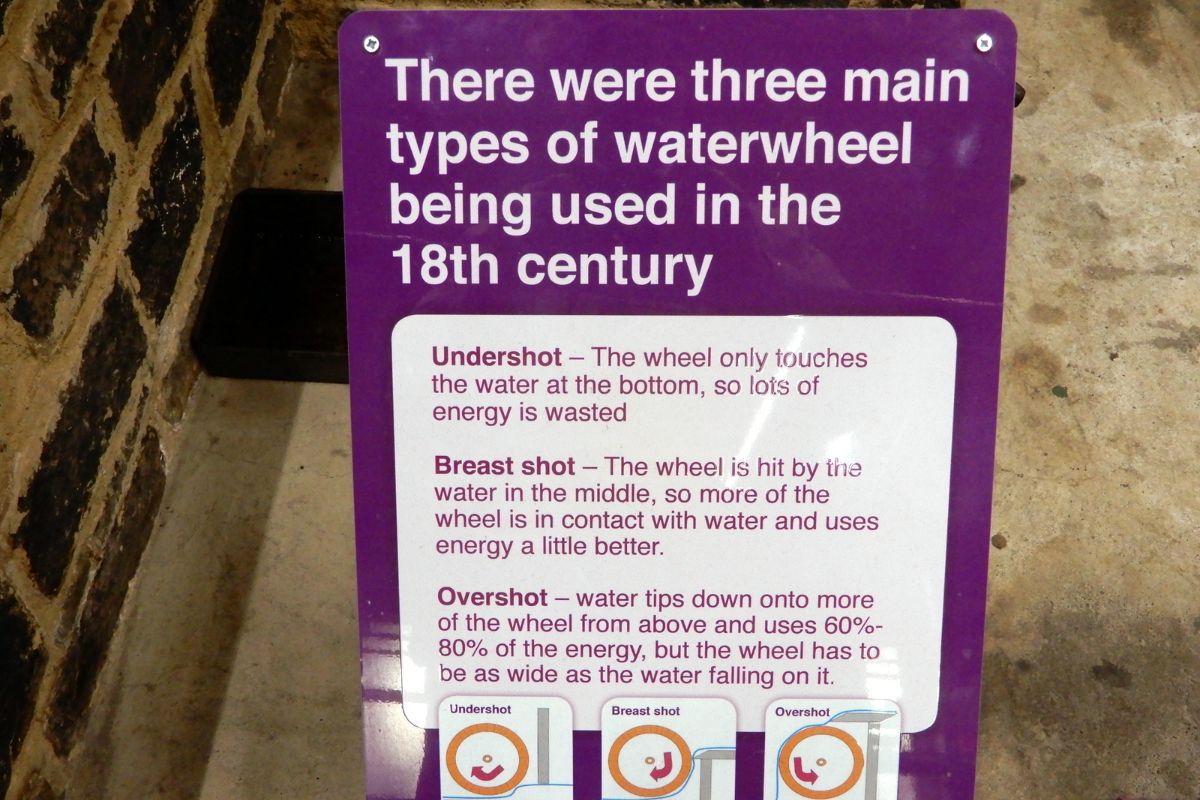 There were three main
types of waterwheel
being used in the
18th century
Undershot – The wheel only touches
the water at the bottom, so lots of
energy is wasted
Breast shot – The wheel is hit by the
water in the middle, so more of the
wheel is in contact with water and uses
energy a little better.
Overshot – water tips down onto more
of the wheel from above and uses 60%-
80% of the energy, but the wheel has to
be as wide as the water falling on it.
Undershot
Breast shot
Overshot